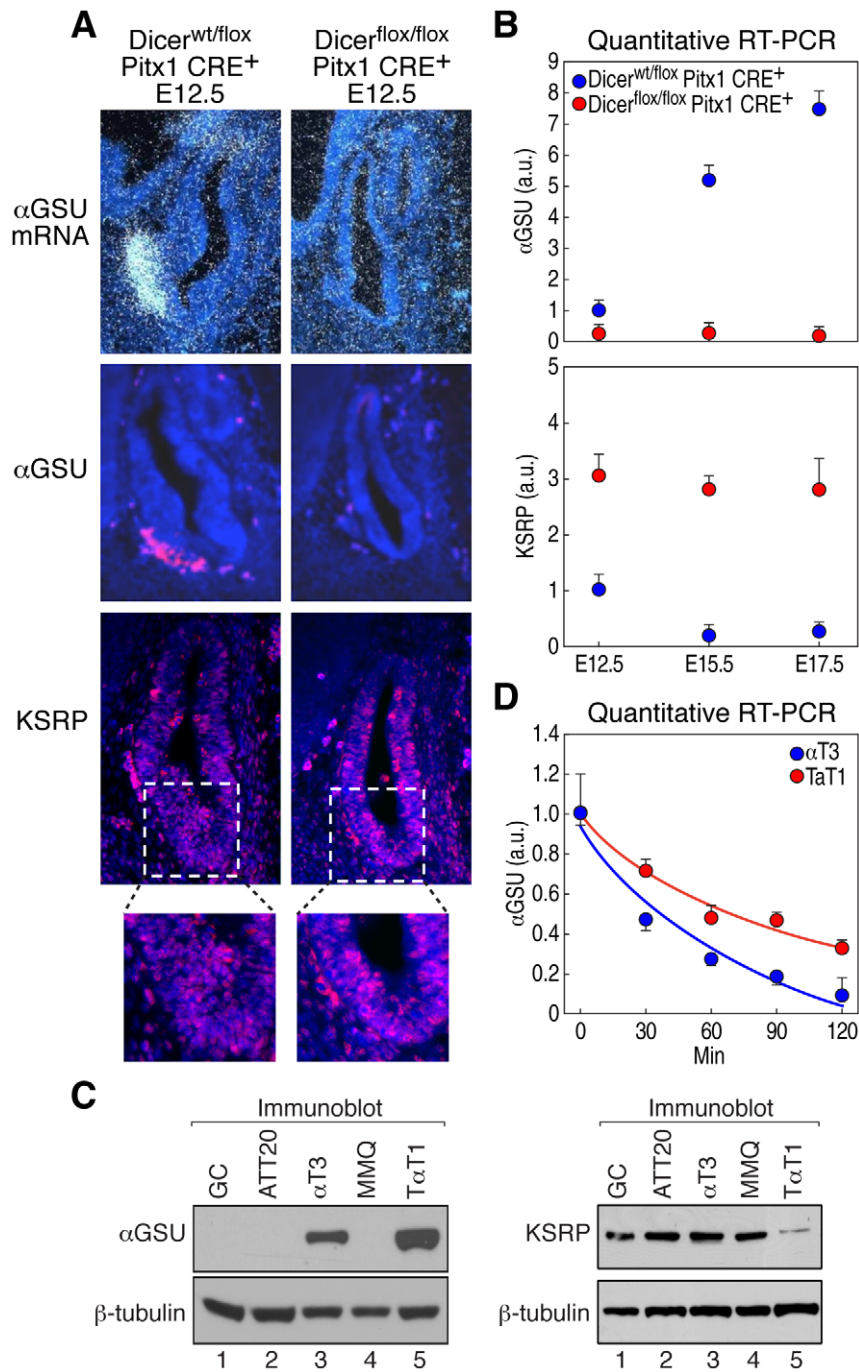 A
Dicerwt/flox
Pitx1 CRE+
E12.5
Dicerflox/flox
Pitx1 CRE+
E12.5
αGSU
mRNA
αGSU
KSRP
B
Quantitative RT-PCR
αGSU (a.u.)
9
8
7
6
5
4
3
2
1
0
Dicerwt/flox Pitx1 CRE+
Dicerflox/flox Pitx1 CRE+
KSRP (a.u.)
5
4
3
2
1
0
E12.5
E15.5
E17.5
D
Quantitative RT-PCR
αGSU (a.u.)
1.4
1.2
1.0
0.8
0.6
0.4
0.2
0
αT3
TaT1
0 30 60 90 120
Min
C
Immunoblot
GC ATT20 αT3 MMQ TαT1
αGSU
β-tubulin
1 2 3 4 5
Immunoblot
GC ATT20 αT3 MMQ TαT1
KSRP
β-tubulin
1 2 3 4 5